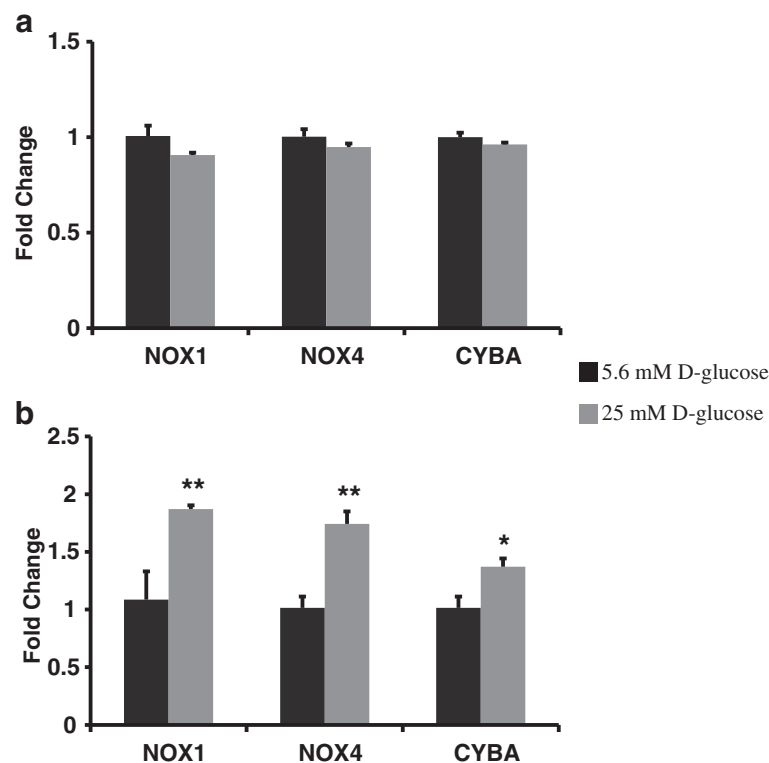 a
1.5
1
0.5
0
Fold Change
NOX1 NOX4 CYBA
5.6 mM D-glucose
25 mM D-glucose
b
2.5
2
1.5
1
0.5
0
Fold Change
** ** *
NOX1 NOX4 CYBA